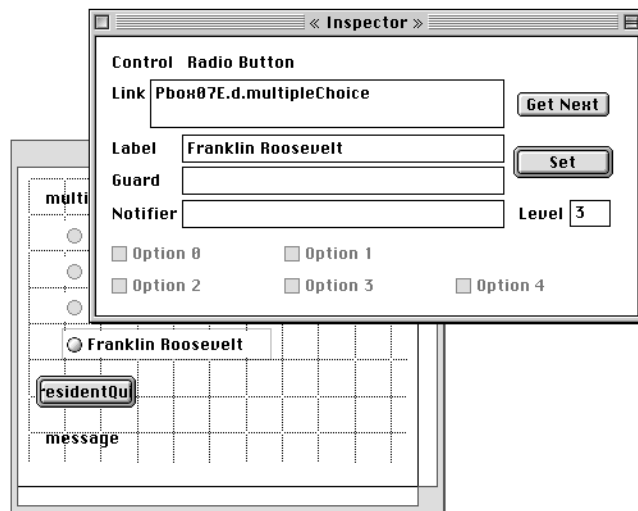 « Inspector »
Control Radio Button
Link Pbox07E.d.multipleChoice
Get Next
Label Franklin Roosevelt
Set
Guard
Notifier
Level 3
Option 0 Option 1
Option 2 Option 3 Option 4
multi
Franklin Roosevelt
residentQui
message